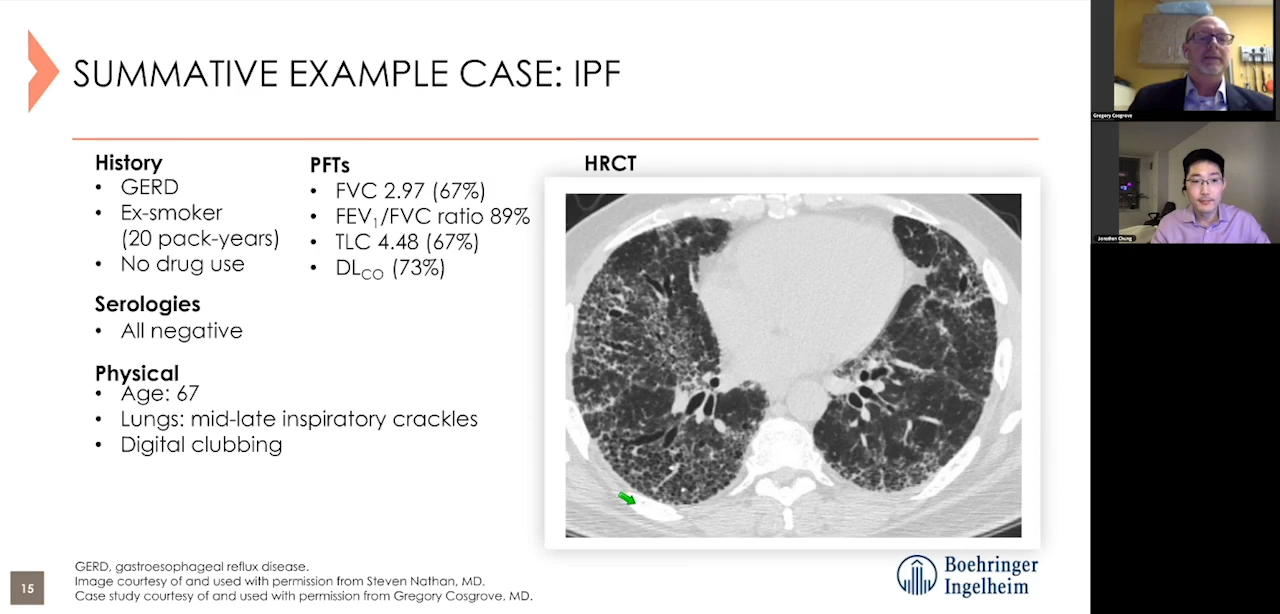 SUMMATIVE EXAMPLE CASE: IPF
History
• GERD
• Ex-smoker
(20 pack-years)
• No drug use
Serologies
• All negative
Physical
• Age: 67
• Lungs: mid-late inspiratory crackles
• Digital clubbing
PFTs
• FVC 2.97 (67%)
• FEV₁/FVC ratio 89%
• TLC 4.48 (67%)
• DLCO (73%)
HRCT
GERD, gastroesophageal reflux disease.
Image courtesy of and used with permission from Steven Nathan, MD.
Case study courtesy of and used with permission from Gregory Cosgrove, MD.
15
Boehringer
Ingelheim
Gregory Cosgrove
Jonathan Chung